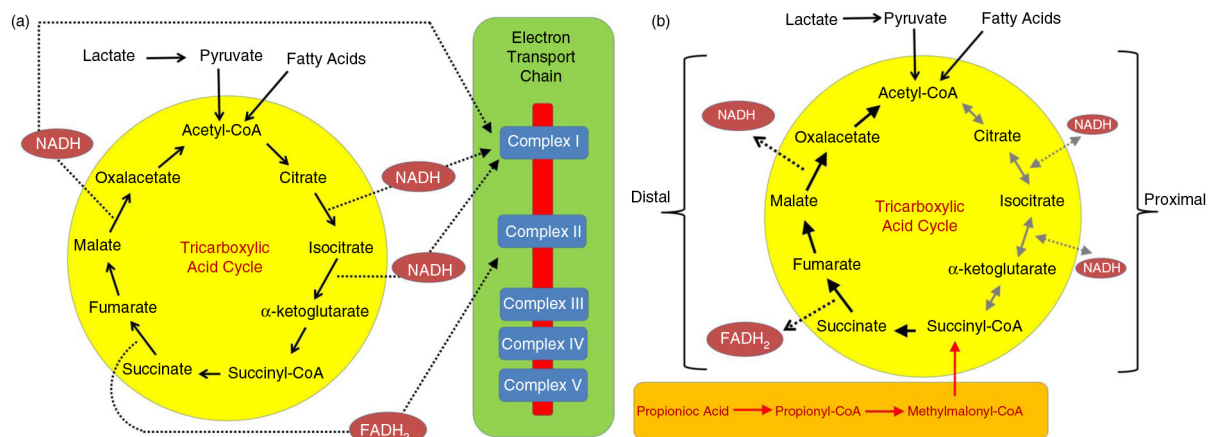 (a)
Lactate
Pyruvate
Fatty Acids
NADH
Acetyl-CoA
Oxalacetate
Citrate
NADH
Malate
Tricarboxylic
Acid Cycle
Isocitrate
NADH
Fumarate
α-ketoglutarate
Succinate
Succinyl-CoA
FADH2
Electron
Transport
Chain
Complex I
Complex II
Complex III
Complex IV
Complex V
(b)
Lactate
Pyruvate
Fatty Acids
Acetyl-CoA
NADH
Oxalacetate
Citrate
NADH
Distal
Malate
Tricarboxylic
Acid Cycle
Isocitrate
Proximal
Fumarate
α-ketoglutarate
NADH
FADH2
Succinate
Succinyl-CoA
Propionioc Acid
Propionyl-CoA
Methylmalonyl-CoA